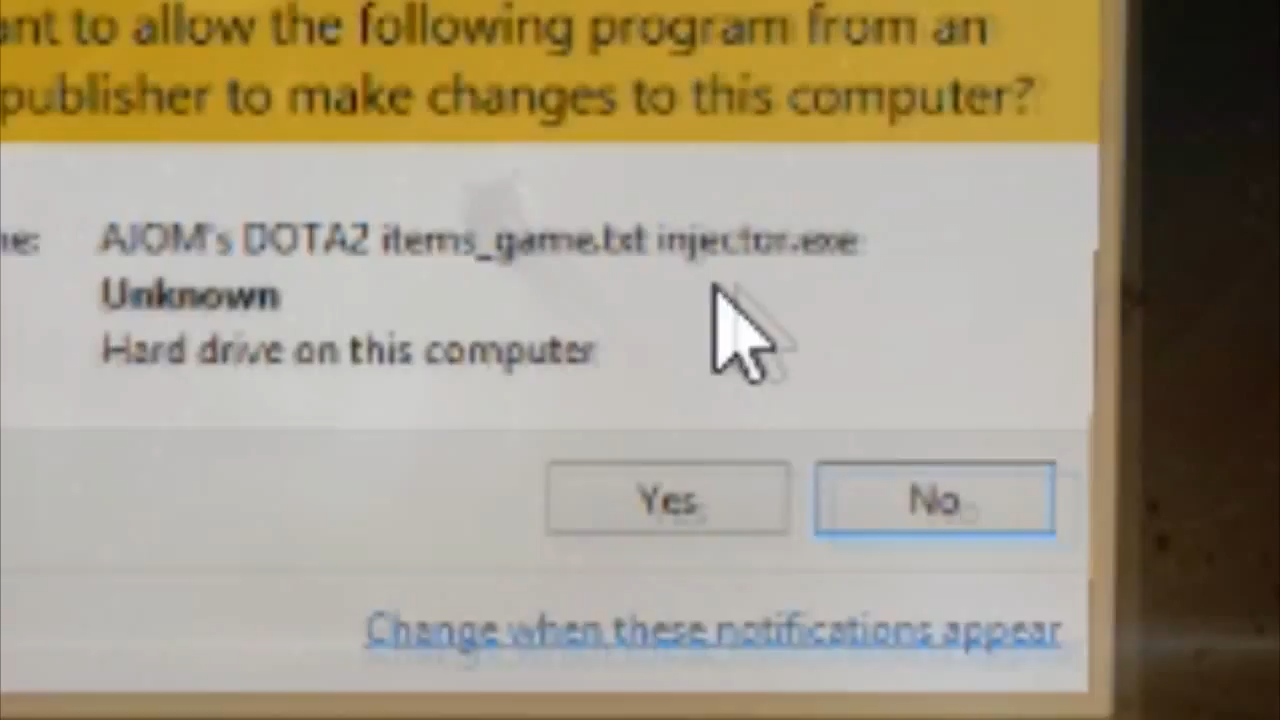 ant to allow the following program from an
publisher to make changes to this computer?
me: AJOM's DOTA2 items_game.txt injector.exe
Unknown
Hard drive on this computer
Yes No
Change when these notifications appear